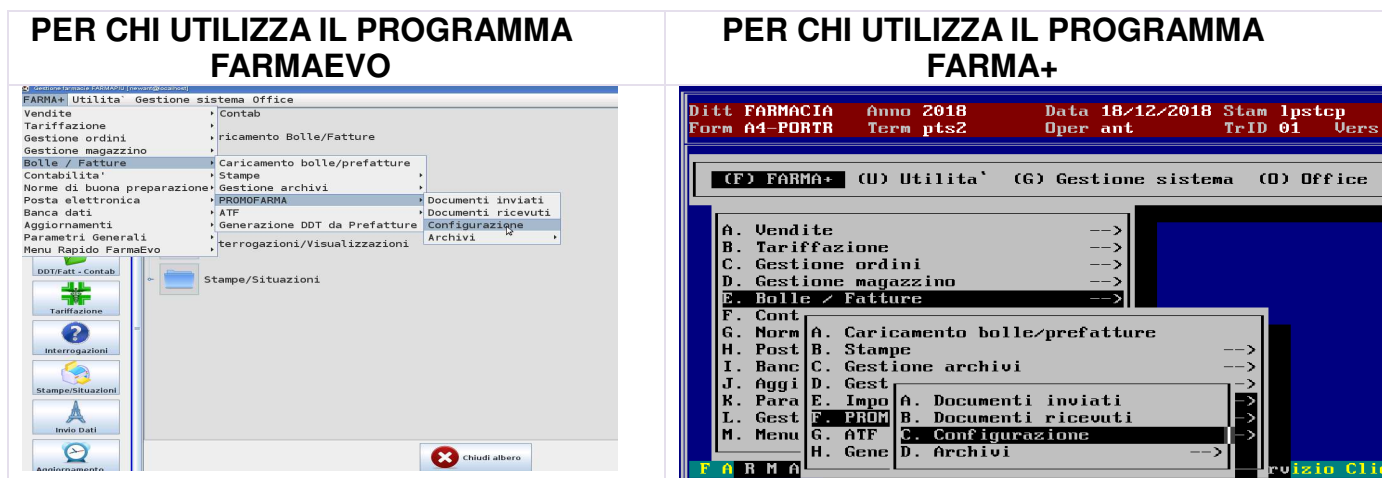 PER CHI UTILIZZA IL PROGRAMMA
FARMAEVO
Gestione farmacie FARMAPIU [newant@localhost]
FARMA+ Utilita` Gestione sistema Office
Vendite
Tariffazione
Gestione ordini
Gestione magazzino
Bolle / Fatture
Contabilita'
Norme di buona preparazione
Posta elettronica
Banca dati
Aggiornamenti
Parametri Generali
Menu Rapido FarmaEvo
Contab
ricamento Bolle/Fatture
Caricamento bolle/prefatture
Stampe
Gestione archivi
PROMOFARMA
ATF
Generazione DDT da Prefatture
terrogazioni/Visualizzazioni
Documenti inviati
Documenti ricevuti
Configurazione
Archivi
Stampe/Situazioni
DDT/Fatt - Contab
Tariffazione
Interrogazioni
Stampe/Situazioni
Invio Dati
Aggiornamento
Chiudi albero
PER CHI UTILIZZA IL PROGRAMMA
FARMA+
Ditt FARMACIA Anno 2018 Data 18/12/2018 Stam lpstcp
Form A4-PORTR Term pts2 Oper ant TrID 01 Vers
(F) FARMA+ (U) Utilita` (G) Gestione sistema (O) Office
A. Vendite -->
B. Tariffazione -->
C. Gestione ordini -->
D. Gestione magazzino -->
E. Bolle / Fatture -->
F. Cont
G. Norm
H. Post
I. Banc
J. Aggi
K. Para
L. Gest
M. Menu
A. Caricamento bolle/prefatture
B. Stampe -->
C. Gestione archivi -->
D. Gest ->
E. Impo ->
F. PROM
G. ATF ->
H. Gene
A. Documenti inviati
B. Documenti ricevuti
C. Configurazione
D. Archivi -->
F A R M A rvizio Cli